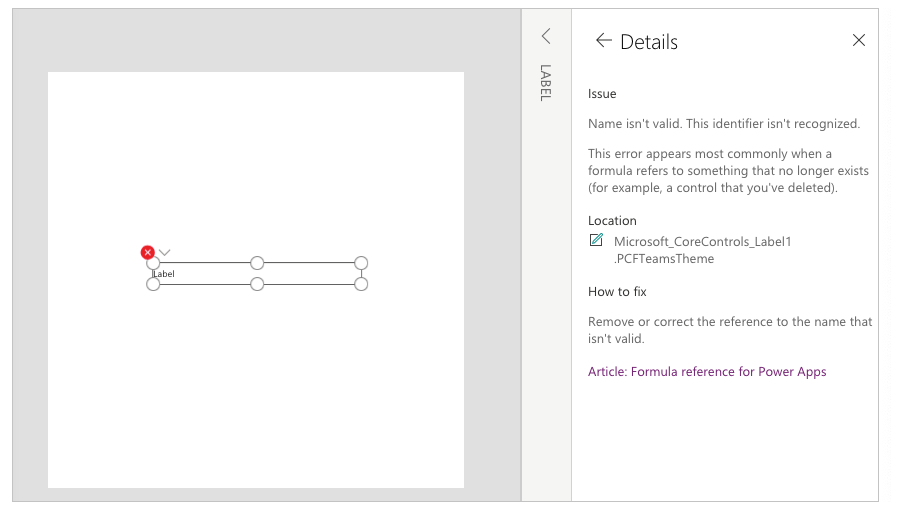 Label
LABEL
Details
Issue
Name isn't valid. This identifier isn't recognized.
This error appears most commonly when a
formula refers to something that no longer exists
(for example, a control that you've deleted).
Location
Microsoft_CoreControls_Label1
.PCFTeamsTheme
How to fix
Remove or correct the reference to the name that
isn't valid.
Article: Formula reference for Power Apps